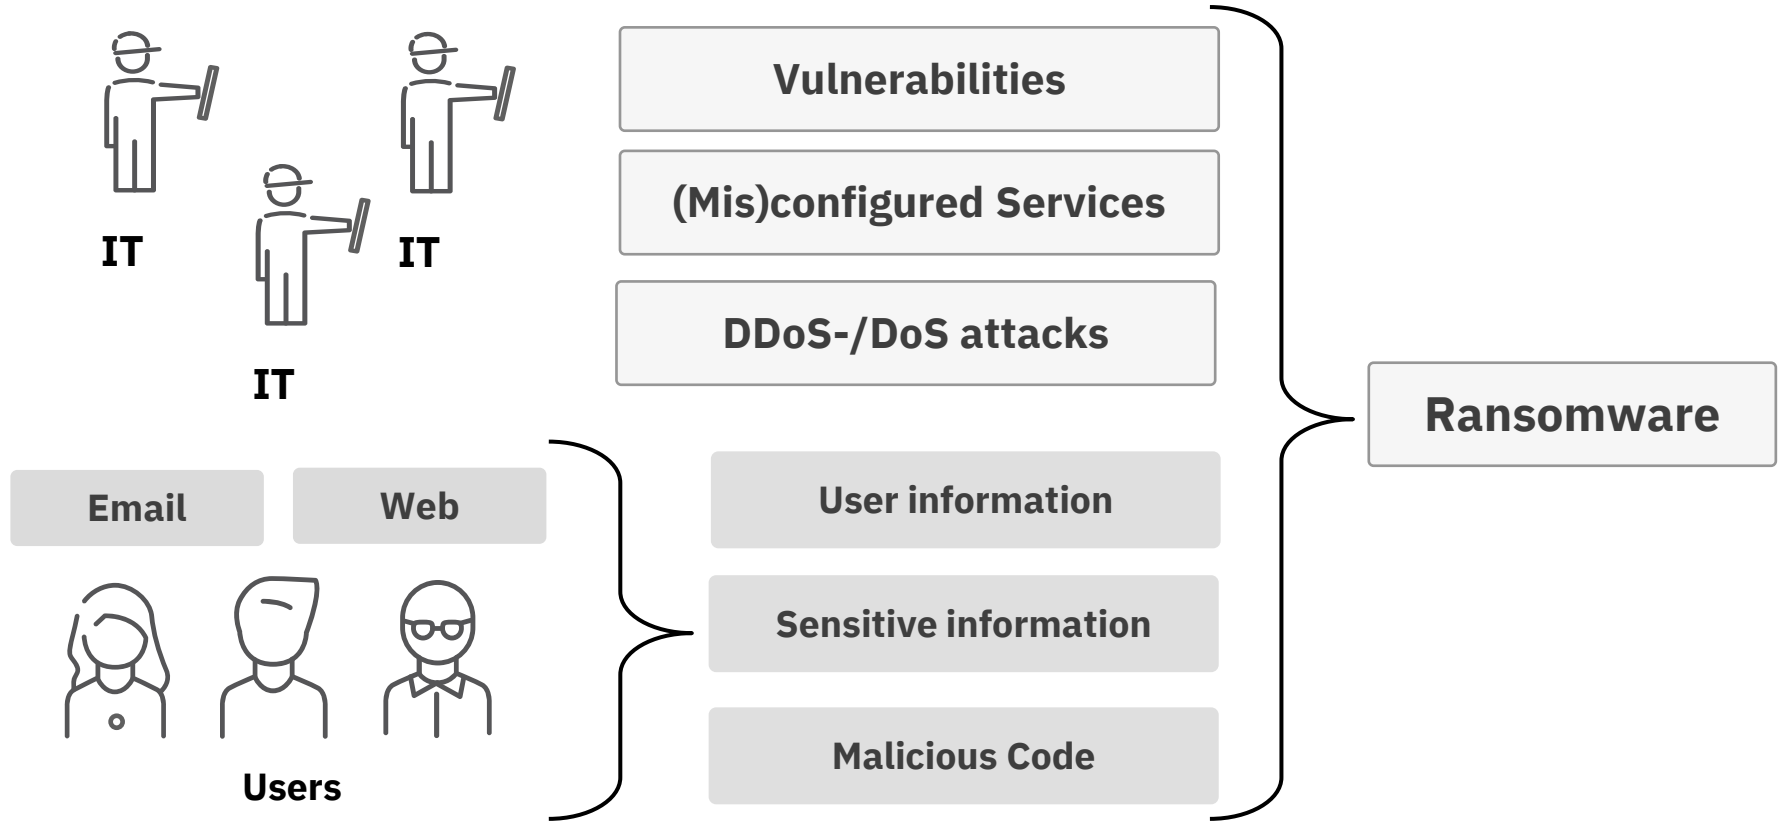 IT
IT
IT
Vulnerabilities
(Mis)configured Services
DDoS-/DoS attacks
Ransomware
Email
Web
Users
User information
Sensitive information
Malicious Code